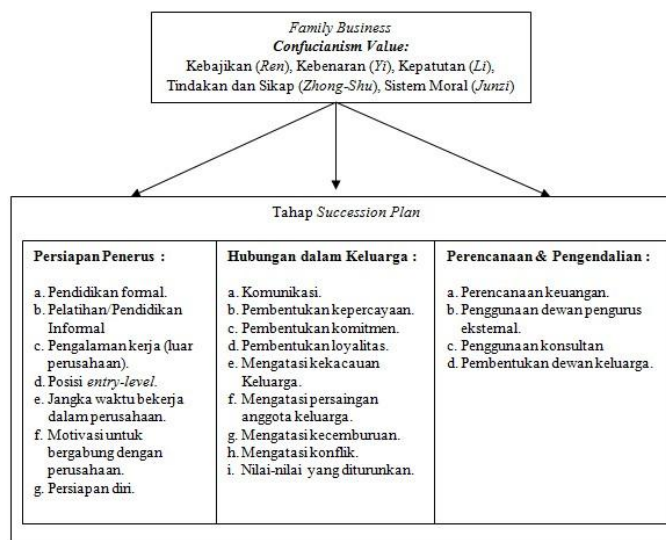 Family Business
Confucianism Value:
Kebajikan (Ren), Kebenaran (Yi), Kepatutan (Li),
Tindakan dan Sikap (Zhong-Shu), Sistem Moral (Junzi)
Tahap Succession Plan
Persiapan Penerus :
a. Pendidikan formal.
b. Pelatihan/Pendidikan
Informal
c. Pengalaman kerja (luar
perusahaan).
d. Posisi entry-level.
e. Jangka waktu bekerja
dalam perusahaan.
f. Motivasi untuk
bergabung dengan
perusahaan.
g. Persiapan diri.
Hubungan dalam Keluarga :
a. Komunikasi.
b. Pembentukan kepercayaan.
c. Pembentukan komitmen.
d. Pembentukan loyalitas.
e. Mengatasi kekacauan
Keluarga.
f. Mengatasi persaingan
anggota keluarga.
g. Mengatasi kecemburuan.
h. Mengatasi konflik.
i. Nilai-nilai yang diturunkan.
Perencanaan & Pengendalian :
a. Perencanaan keuangan.
b. Penggunaan dewan pengurus
eksternal.
c. Penggunaan konsultan
d. Pembentukan dewan keluarga.